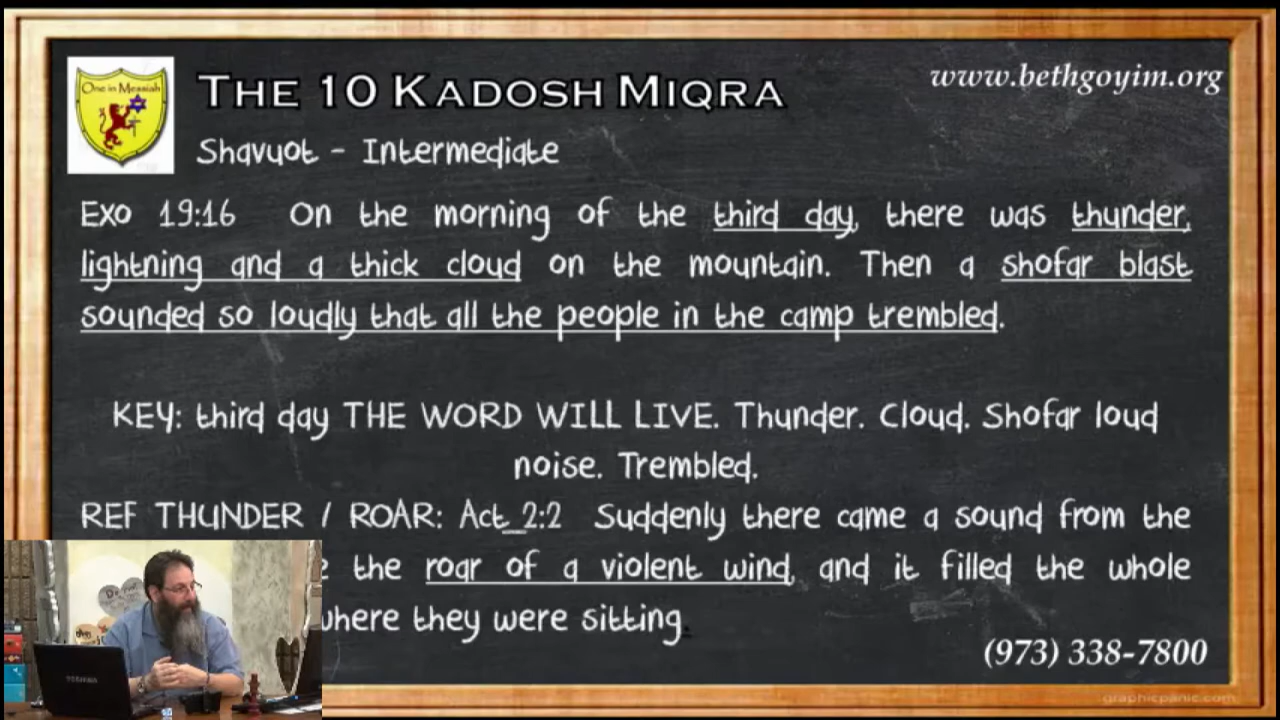 One in Messiah
THE 10 KADOSH MIQRA
www.bethgoyim.org
Shavuot - Intermediate
Exo 19:16 On the morning of the third day, there was thunder,
lightning and a thick cloud on the mountain. Then a shofar blast
sounded so loudly that all the people in the camp trembled.
KEY: third day THE WORD WILL LIVE. Thunder. Cloud. Shofar loud
noise. Trembled.
REF THUNDER / ROAR: Act_2:2 Suddenly there came a sound from the
the roar of a violent wind, and it filled the whole
where they were sitting.
(973) 338-7800
TOSHIBA
graphicpanic.com